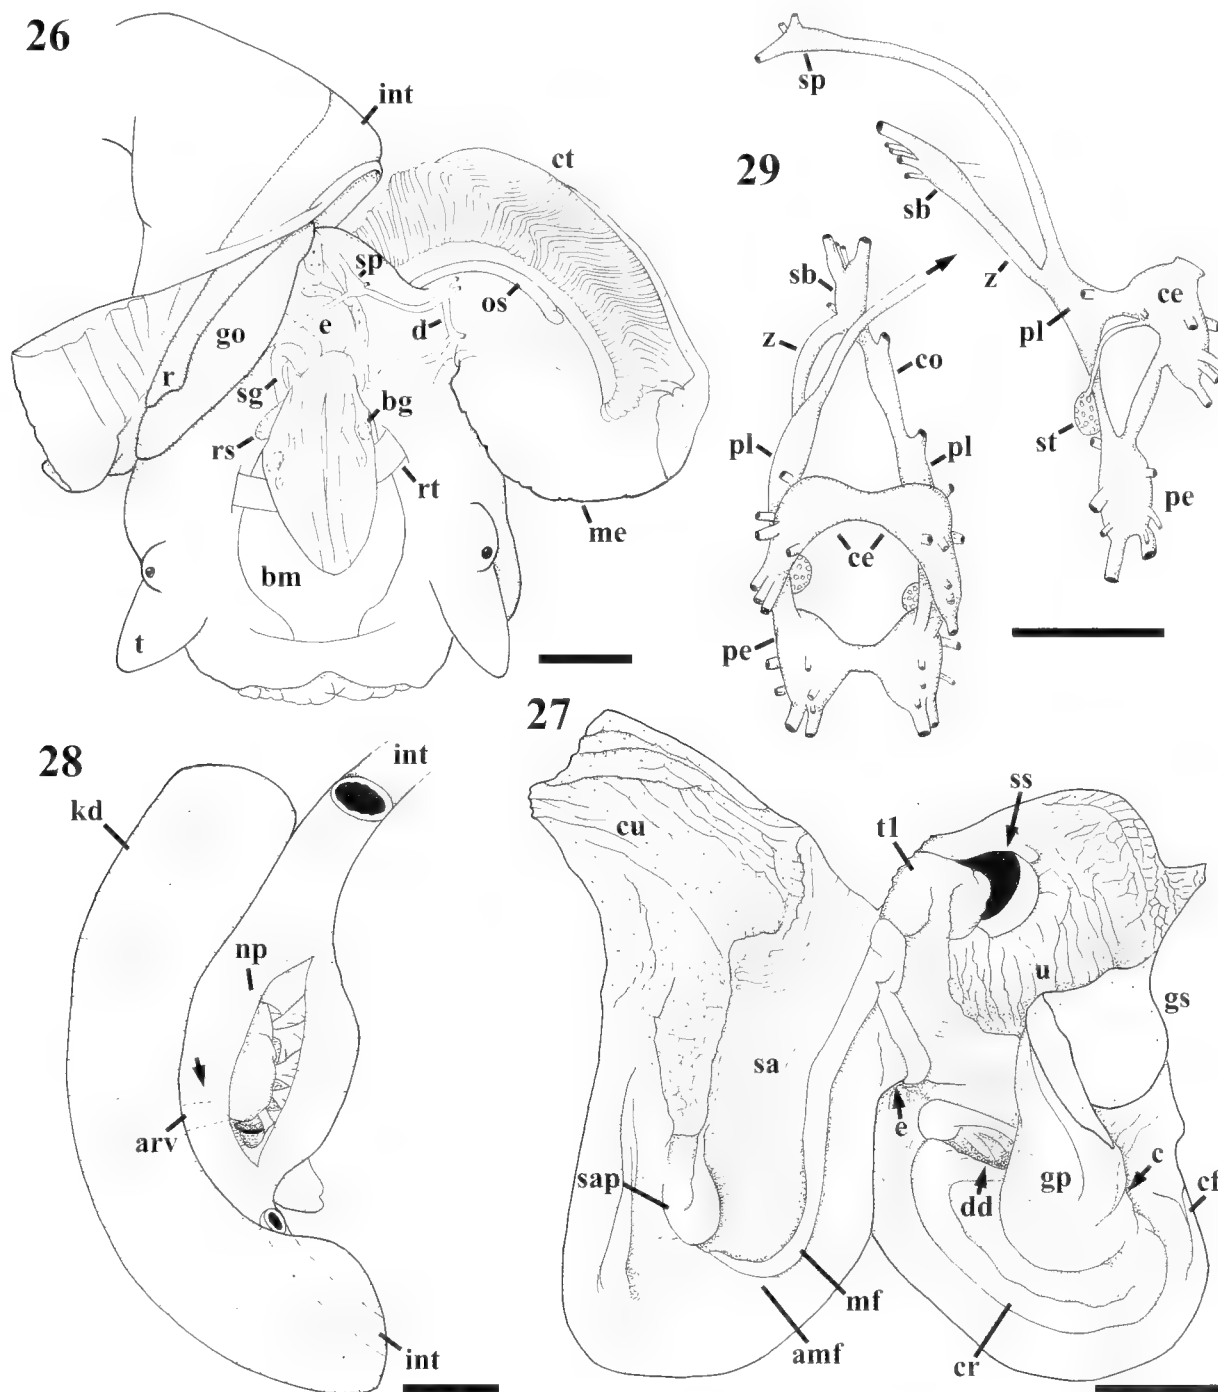 26
int
ct
sp
os
e
d
go
r
sg
bg
rs
rt
me
bm
t
29
sp
sb
z
ce
pl
sb
z
co
st
pl
pl
pe
ce
pe
28
int
kd
np
arv
int
27
ss
t1
cu
u
gs
sa
e
sap
dd
gp
c
cf
mf
amf
cr